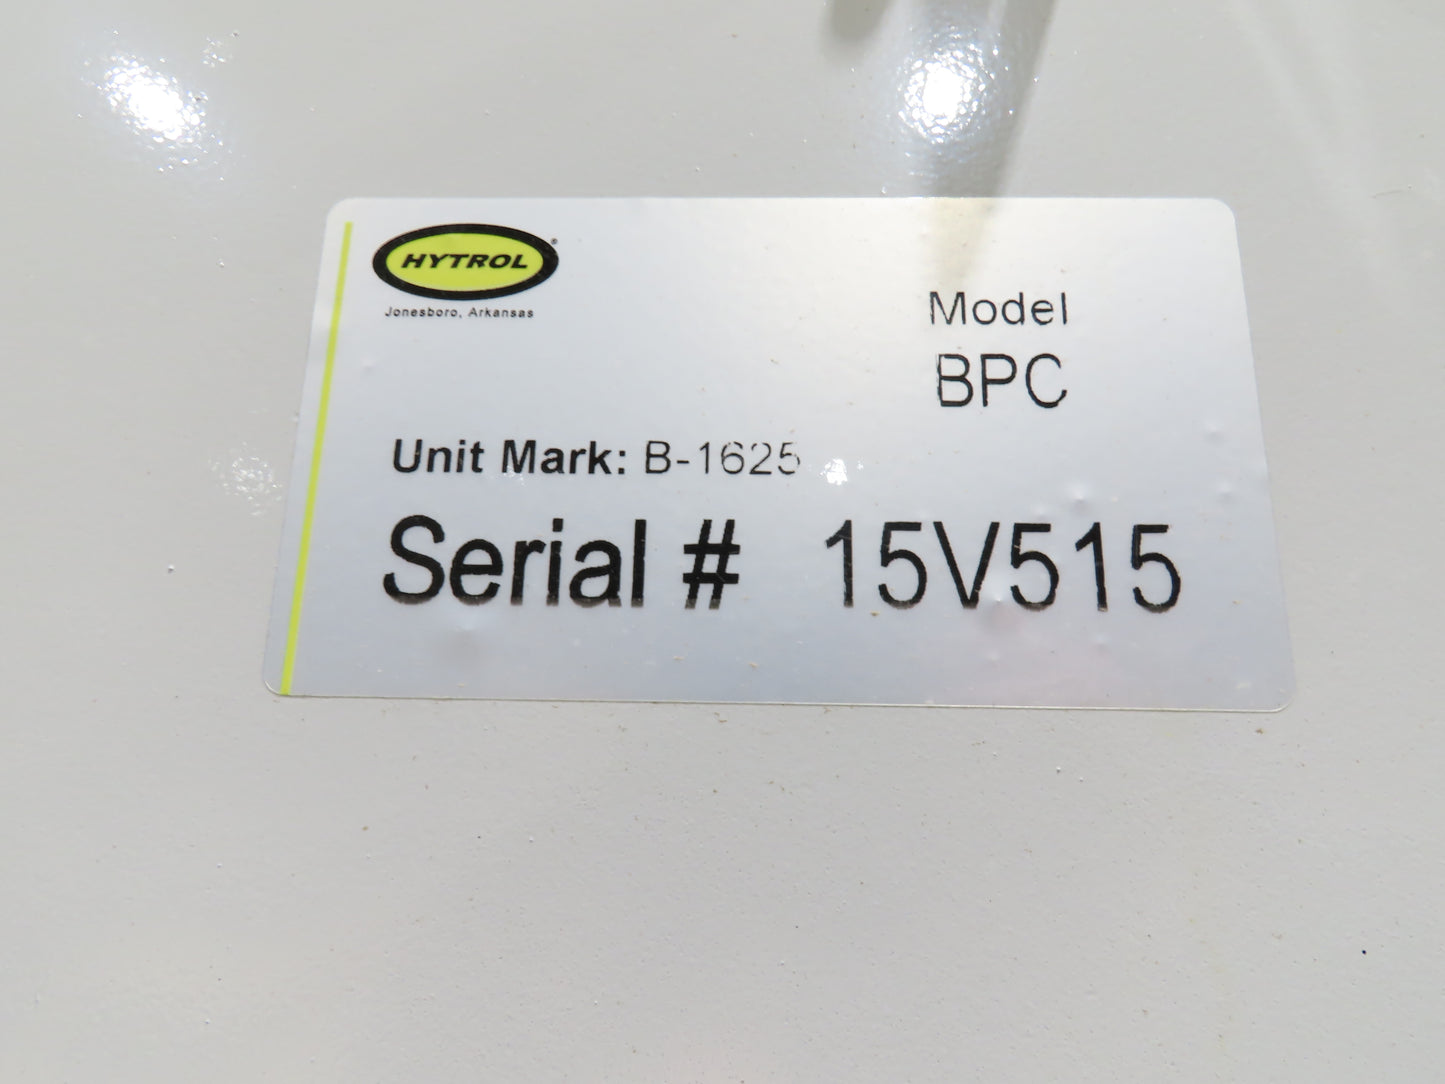 HYTROL®
Jonesboro, Arkansas
Model
BPC
Unit Mark: B-1625
Serial # 15V515